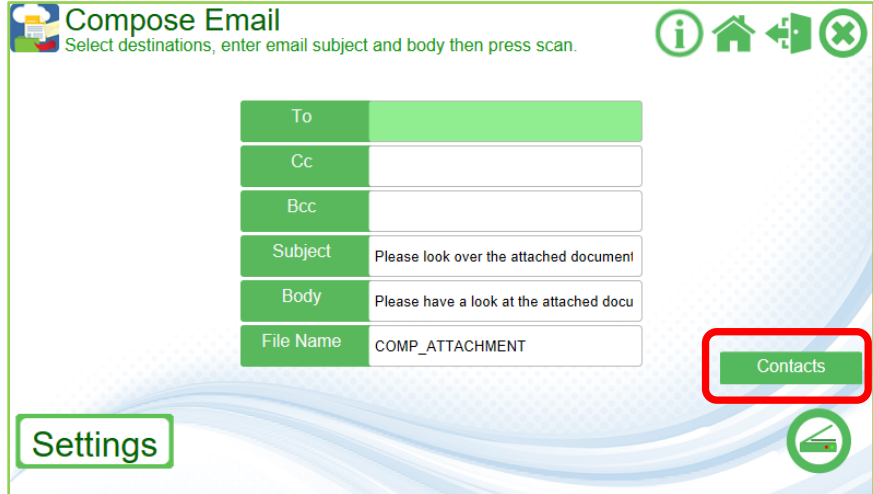 Compose Email
Select destinations, enter email subject and body then press scan.
To
Cc
Bcc
Subject
Please look over the attached document
Body
Please have a look at the attached docu
File Name
COMP_ATTACHMENT
Contacts
Settings